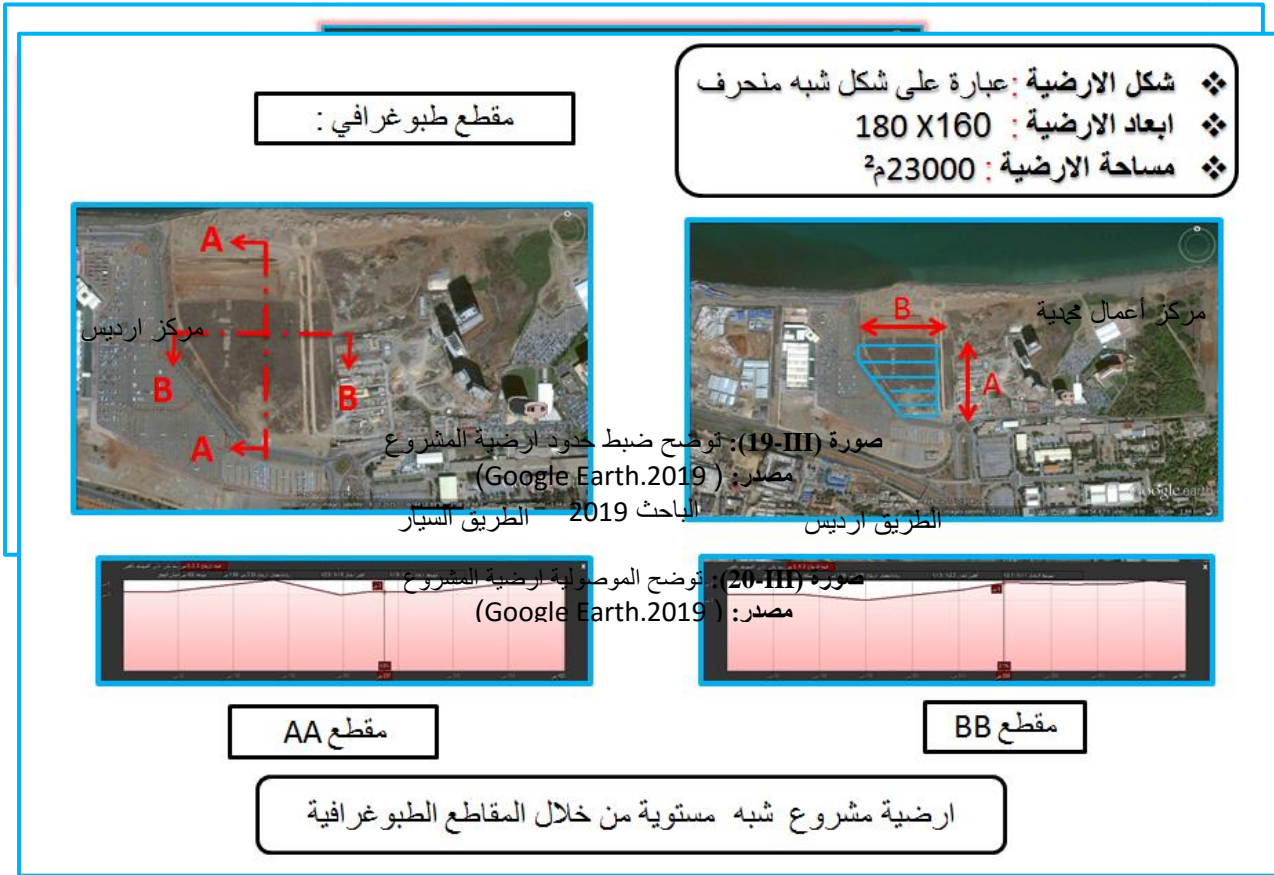 ❖ شكل الارضية :عبارة على شكل شبه منحرف
❖ ابعاد الارضية : 160X 180
❖ مساحة الارضية : 23000م²
مقطع طبوغرافي :
A
B
B
A
مركز ارديس
B
A
مركز أعمال محمدية
صورة (III-19): توضح ضبط حدود ارضية المشروع
مصدر: ( Google Earth.2019)
الباحث 2019
الطريق السيار
الطريق ارديس
صورة (III-20): توضح الموصولية ارضية المشروع
مصدر: ( Google Earth.2019)
مقطع AA
مقطع BB
ارضية مشروع شبه مستوية من خلال المقاطع الطبوغرافية